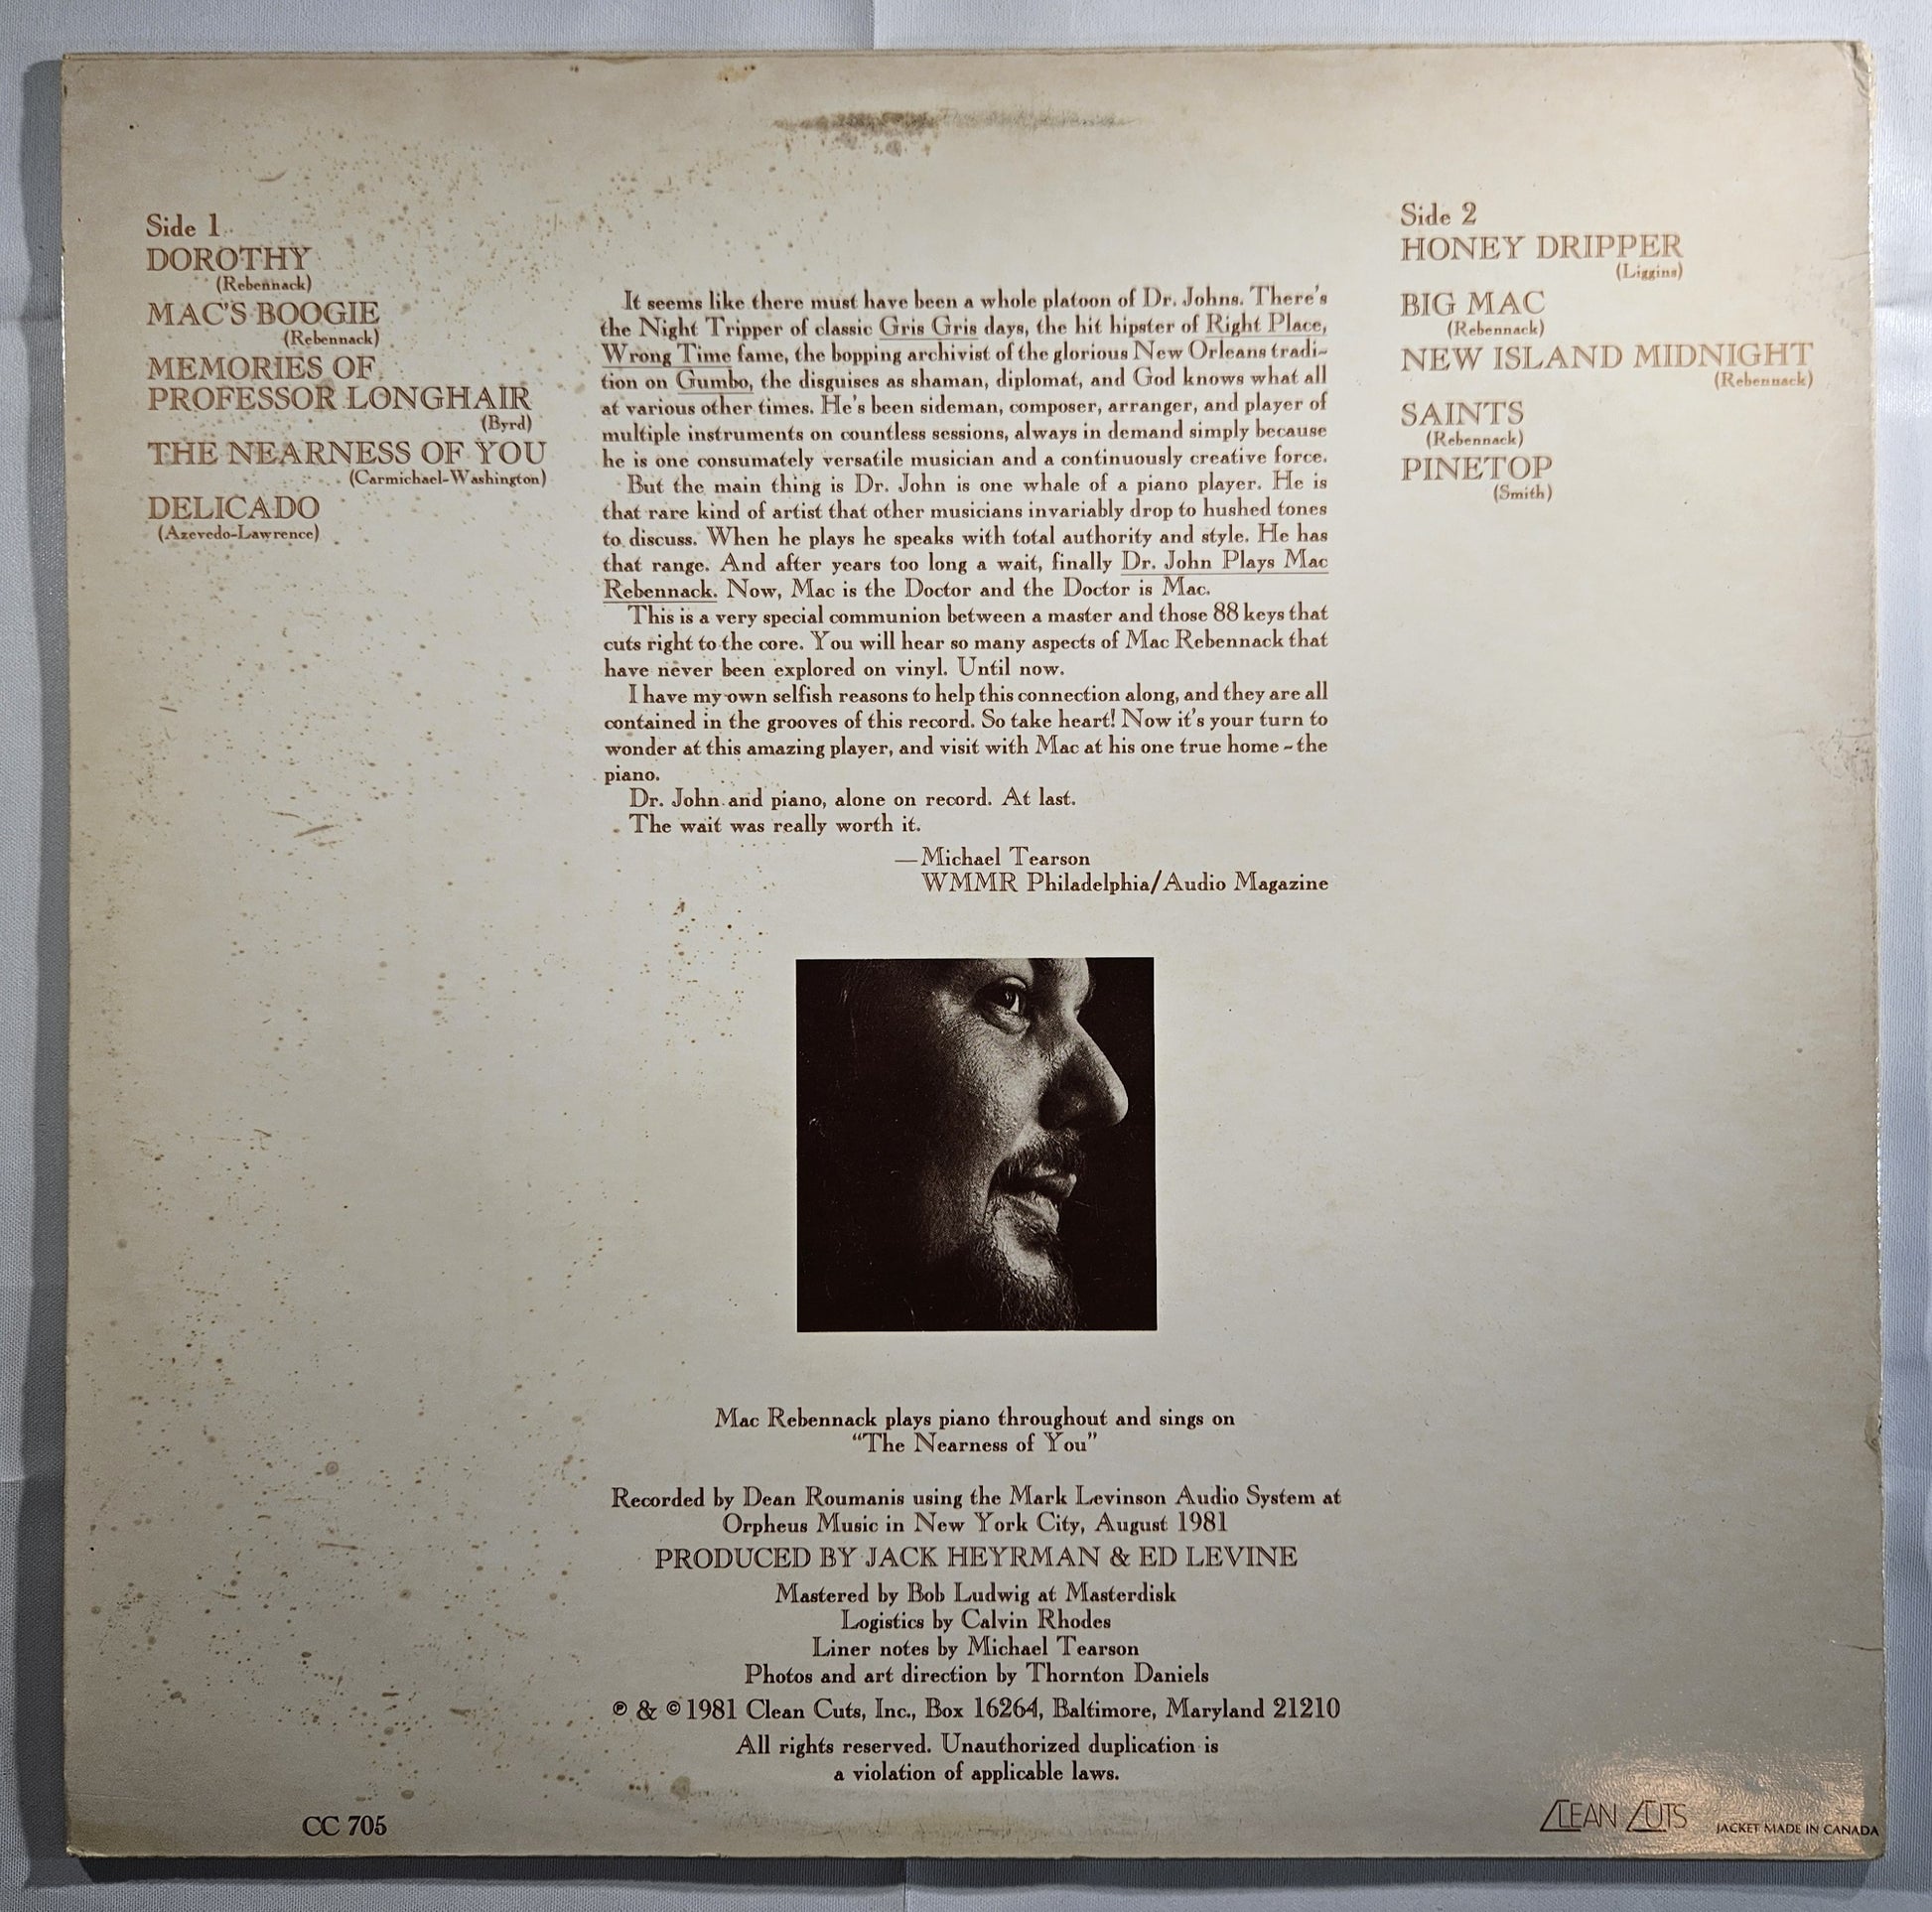 Side 1
DOROTHY
(Rebennack)
MAC'S BOOGIE
(Rebennack)
MEMORIES OF
PROFESSOR LONGHAIR
(Byrd)
THE NEARNESS OF YOU
(Carmichael-Washington)
DELICADO
(Azevedo-Lawrence)
It seems like there must have been a whole platoon of Dr. Johns. There's
the Night Tripper of classic Gris Gris days, the hit hipster of Right Place,
Wrong Time fame, the bopping archivist of the glorious New Orleans tradi-
tion on Gumbo, the disguises as shaman, diplomat, and God knows what all
at various other times. He's been sideman, composer, arranger, and player of
multiple instruments on countless sessions, always in demand simply because
he is one consumately versatile musician and a continuously creative force.
But the main thing is Dr. John is one whale of a piano player. He is
that rare kind of artist that other musicians invariably drop to hushed tones
to discuss. When he plays he speaks with total authority and style. He has
that range. And after years too long a wait, finally Dr. John Plays Mac
Rebennack. Now, Mac is the Doctor and the Doctor is Mac.
This is a very special communion between a master and those 88 keys that
cuts right to the core. You will hear so many aspects of Mac Rebennack that
have never been explored on vinyl. Until now.
I have my own selfish reasons to help this connection along, and they are all
contained in the grooves of this record. So take heart! Now it's your turn to
wonder at this amazing player, and visit with Mac at his one true home - the
piano.
Dr. John and piano, alone on record. At last.
The wait was really worth it.
—Michael Tearson
WMMR Philadelphia/Audio Magazine
Side 2
HONEY DRIPPER
(Liggins)
BIG MAC
(Rebennack)
NEW ISLAND MIDNIGHT
(Rebennack)
SAINTS
(Rebennack)
PINETOP
(Smith)
Mac Rebennack plays piano throughout and sings on
"The Nearness of You"
Recorded by Dean Roumanis using the Mark Levinson Audio System at
Orpheus Music in New York City, August 1981
PRODUCED BY JACK HEYRMAN & ED LEVINE
Mastered by Bob Ludwig at Masterdisk
Logistics by Calvin Rhodes
Liner notes by Michael Tearson
Photos and art direction by Thornton Daniels
℗ & © 1981 Clean Cuts, Inc., Box 16264, Baltimore, Maryland 21210
All rights reserved. Unauthorized duplication is
a violation of applicable laws.
CC 705
CLEAN CUTS
JACKET MADE IN CANADA